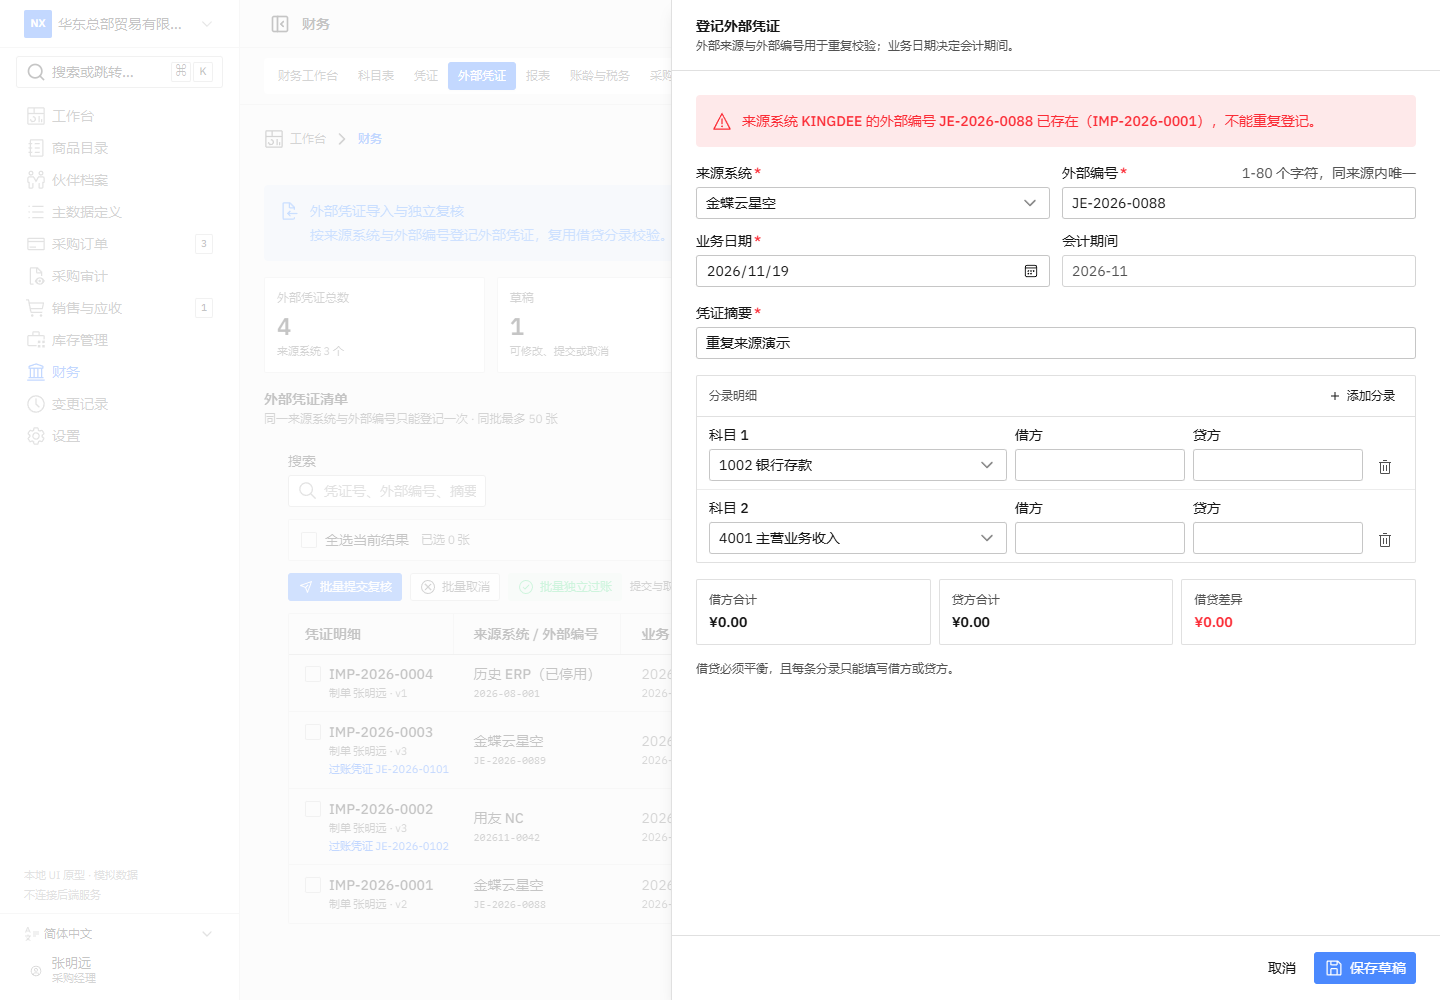 NX 华东总部贸易有限...
搜索或跳转... ⌘ K
工作台
商品目录
伙伴档案
主数据定义
采购订单 3
采购审计
销售与应收 1
库存管理
财务
变更记录
设置
本地 UI 原型 · 模拟数据
不连接后端服务
简体中文
张明远
采购经理
财务
财务工作台 科目表 凭证 外部凭证 报表 账龄与税务 采购
工作台 财务
外部凭证导入与独立复核
按来源系统与外部编号登记外部凭证，复用借贷分录校验。
外部凭证总数
4
来源系统 3 个
草稿
1
可修改、提交或取消
外部凭证清单
同一来源系统与外部编号只能登记一次 · 同批最多 50 张
搜索
凭证号、外部编号、摘要
全选当前结果 已选 0 张
批量提交复核 批量取消 批量独立过账 提交与取
凭证明细 来源系统 / 外部编号 业务
IMP-2026-0004 历史 ERP（已停用） 2026
制单 张明远 · v1 2026-08-001 2026-
IMP-2026-0003 金蝶云星空 2026
制单 张明远 · v3 JE-2026-0089 2026-
过账凭证 JE-2026-0101
IMP-2026-0002 用友 NC 2026
制单 张明远 · v3 202611-0042 2026-
过账凭证 JE-2026-0102
IMP-2026-0001 金蝶云星空 2026
制单 张明远 · v2 JE-2026-0088 2026-
登记外部凭证
外部来源与外部编号用于重复校验；业务日期决定会计期间。
来源系统 KINGDEE 的外部编号 JE-2026-0088 已存在（IMP-2026-0001），不能重复登记。
来源系统* 外部编号* 1-80 个字符，同来源内唯一
金蝶云星空 JE-2026-0088
业务日期* 会计期间
2026/11/19 2026-11
凭证摘要*
重复来源演示
分录明细 + 添加分录
科目 1 借方 贷方
1002 银行存款
科目 2 借方 贷方
4001 主营业务收入
借方合计 贷方合计 借贷差异
¥0.00 ¥0.00 ¥0.00
借贷必须平衡，且每条分录只能填写借方或贷方。
取消 保存草稿